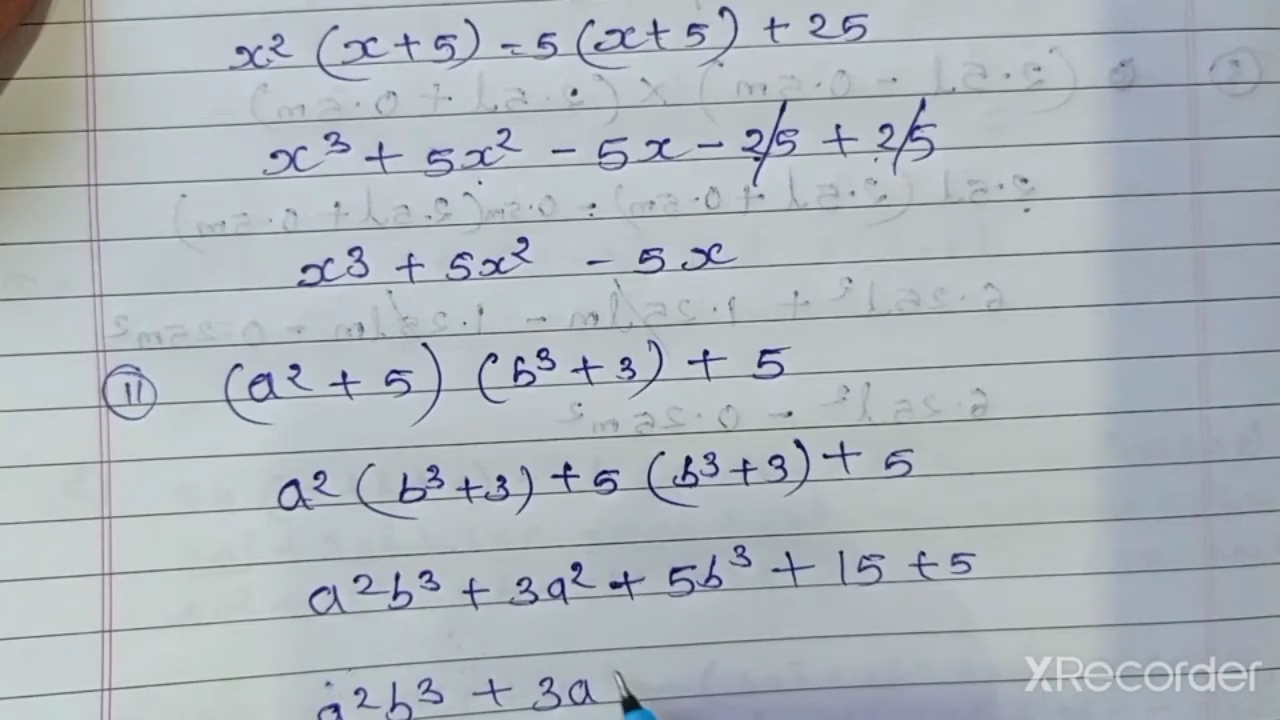 x² (x+5) - 5 (x+5) + 25
x³ + 5x² - 5x - 25 + 25
x³ + 5x² - 5x
(ii) (a² + 5) (b³ + 3) + 5
a² (b³+3) + 5 (b³+3) + 5
a²b³ + 3a² + 5b³ + 15 + 5
a²b³ + 3a
XRecorder